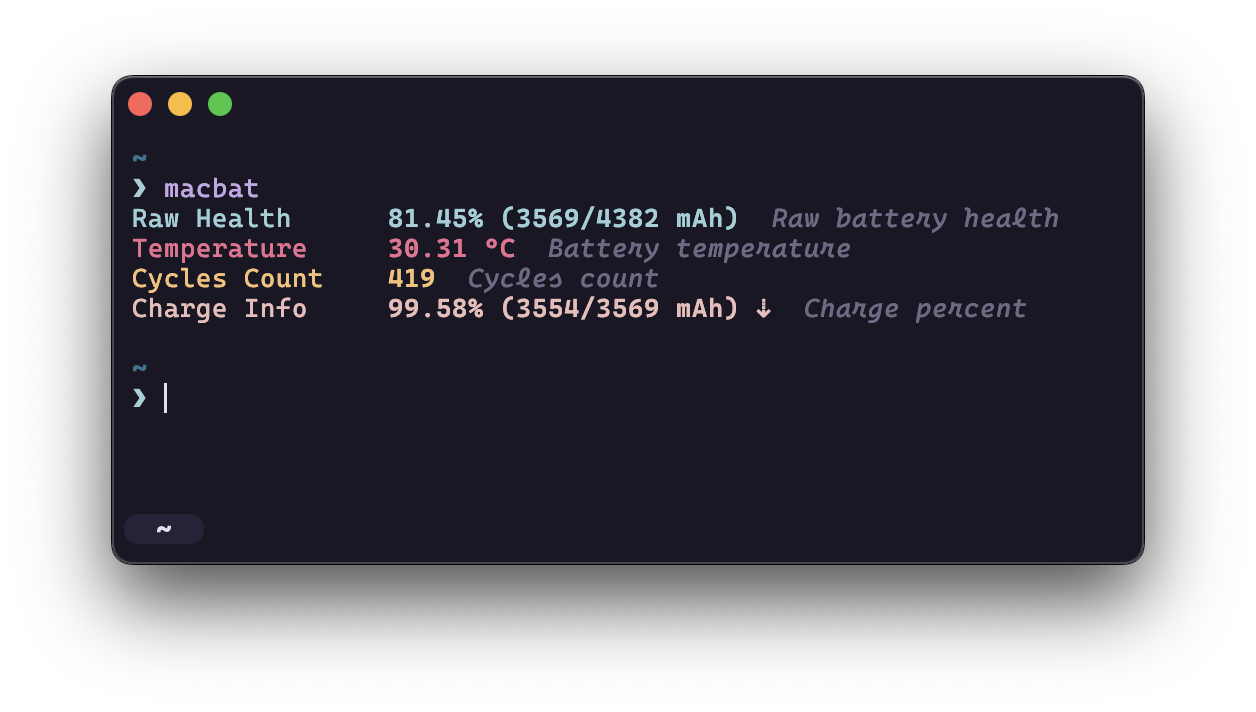 ~
❯ macbat
Raw Health      81.45% (3569/4382 mAh)  Raw battery health
Temperature     30.31 °C  Battery temperature
Cycles Count    419  Cycles count
Charge Info     99.58% (3554/3569 mAh) ⇣  Charge percent
~
❯
~